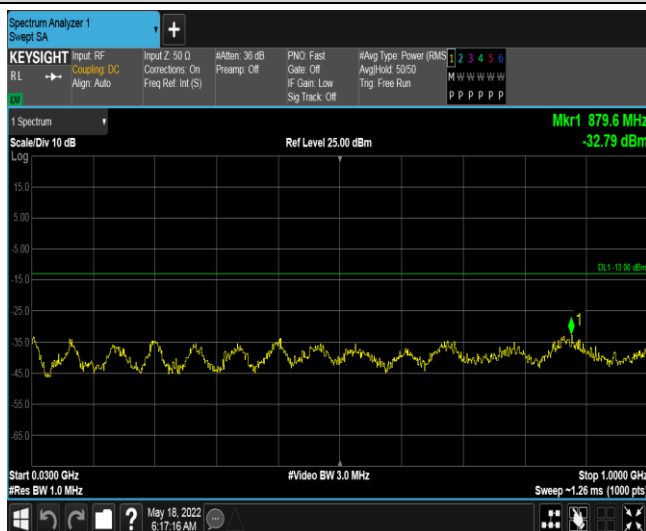 Spectrum Analyzer 1
Swept SA
+
KEYSIGHT Input: RF Input Z: 50 Ω #Atten: 36 dB PNO: Fast #Avg Type: Power (RMS 1 2 3 4 5 6
RL Coupling: DC Corrections: On Preamp: Off Gate: Off Avg|Hold: 50/50 M W W W W W
Align: Auto Freq Ref: Int (S) IF Gain: Low Trig: Free Run
Sig Track: Off P P P P P P
LXI
1 Spectrum Mkr1 879.6 MHz
Scale/Div 10 dB Ref Level 25.00 dBm -32.79 dBm
Log
15.0
5.00
-5.00
DL1 -13.00 dBm
-15.0
-25.0
1
-35.0
-45.0
-55.0
-65.0
Start 0.0300 GHz #Video BW 3.0 MHz Stop 1.0000 GHz
#Res BW 1.0 MHz Sweep ~1.26 ms (1000 pts)
? May 18, 2022
6:17:16 AM